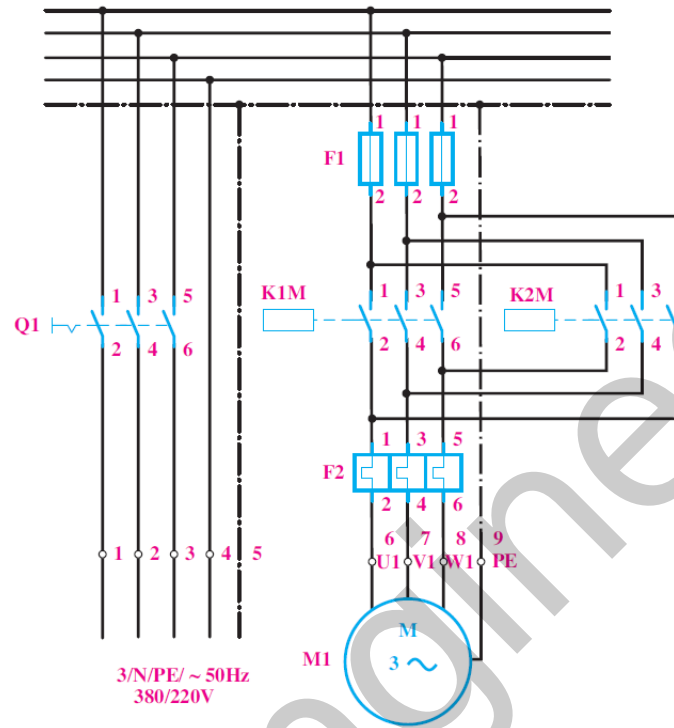 1 1 1
F1
2 2 2
1 3 5
Q1
2 4 6
K1M
1 3 5
2 4 6
K2M
1 3
2 4
1 3 5
F2
2 4 6
1 2 3 4 5
6 7 8 9
U1 V1 W1 PE
M1
M
3
3/N/PE/ ~ 50Hz
380/220V